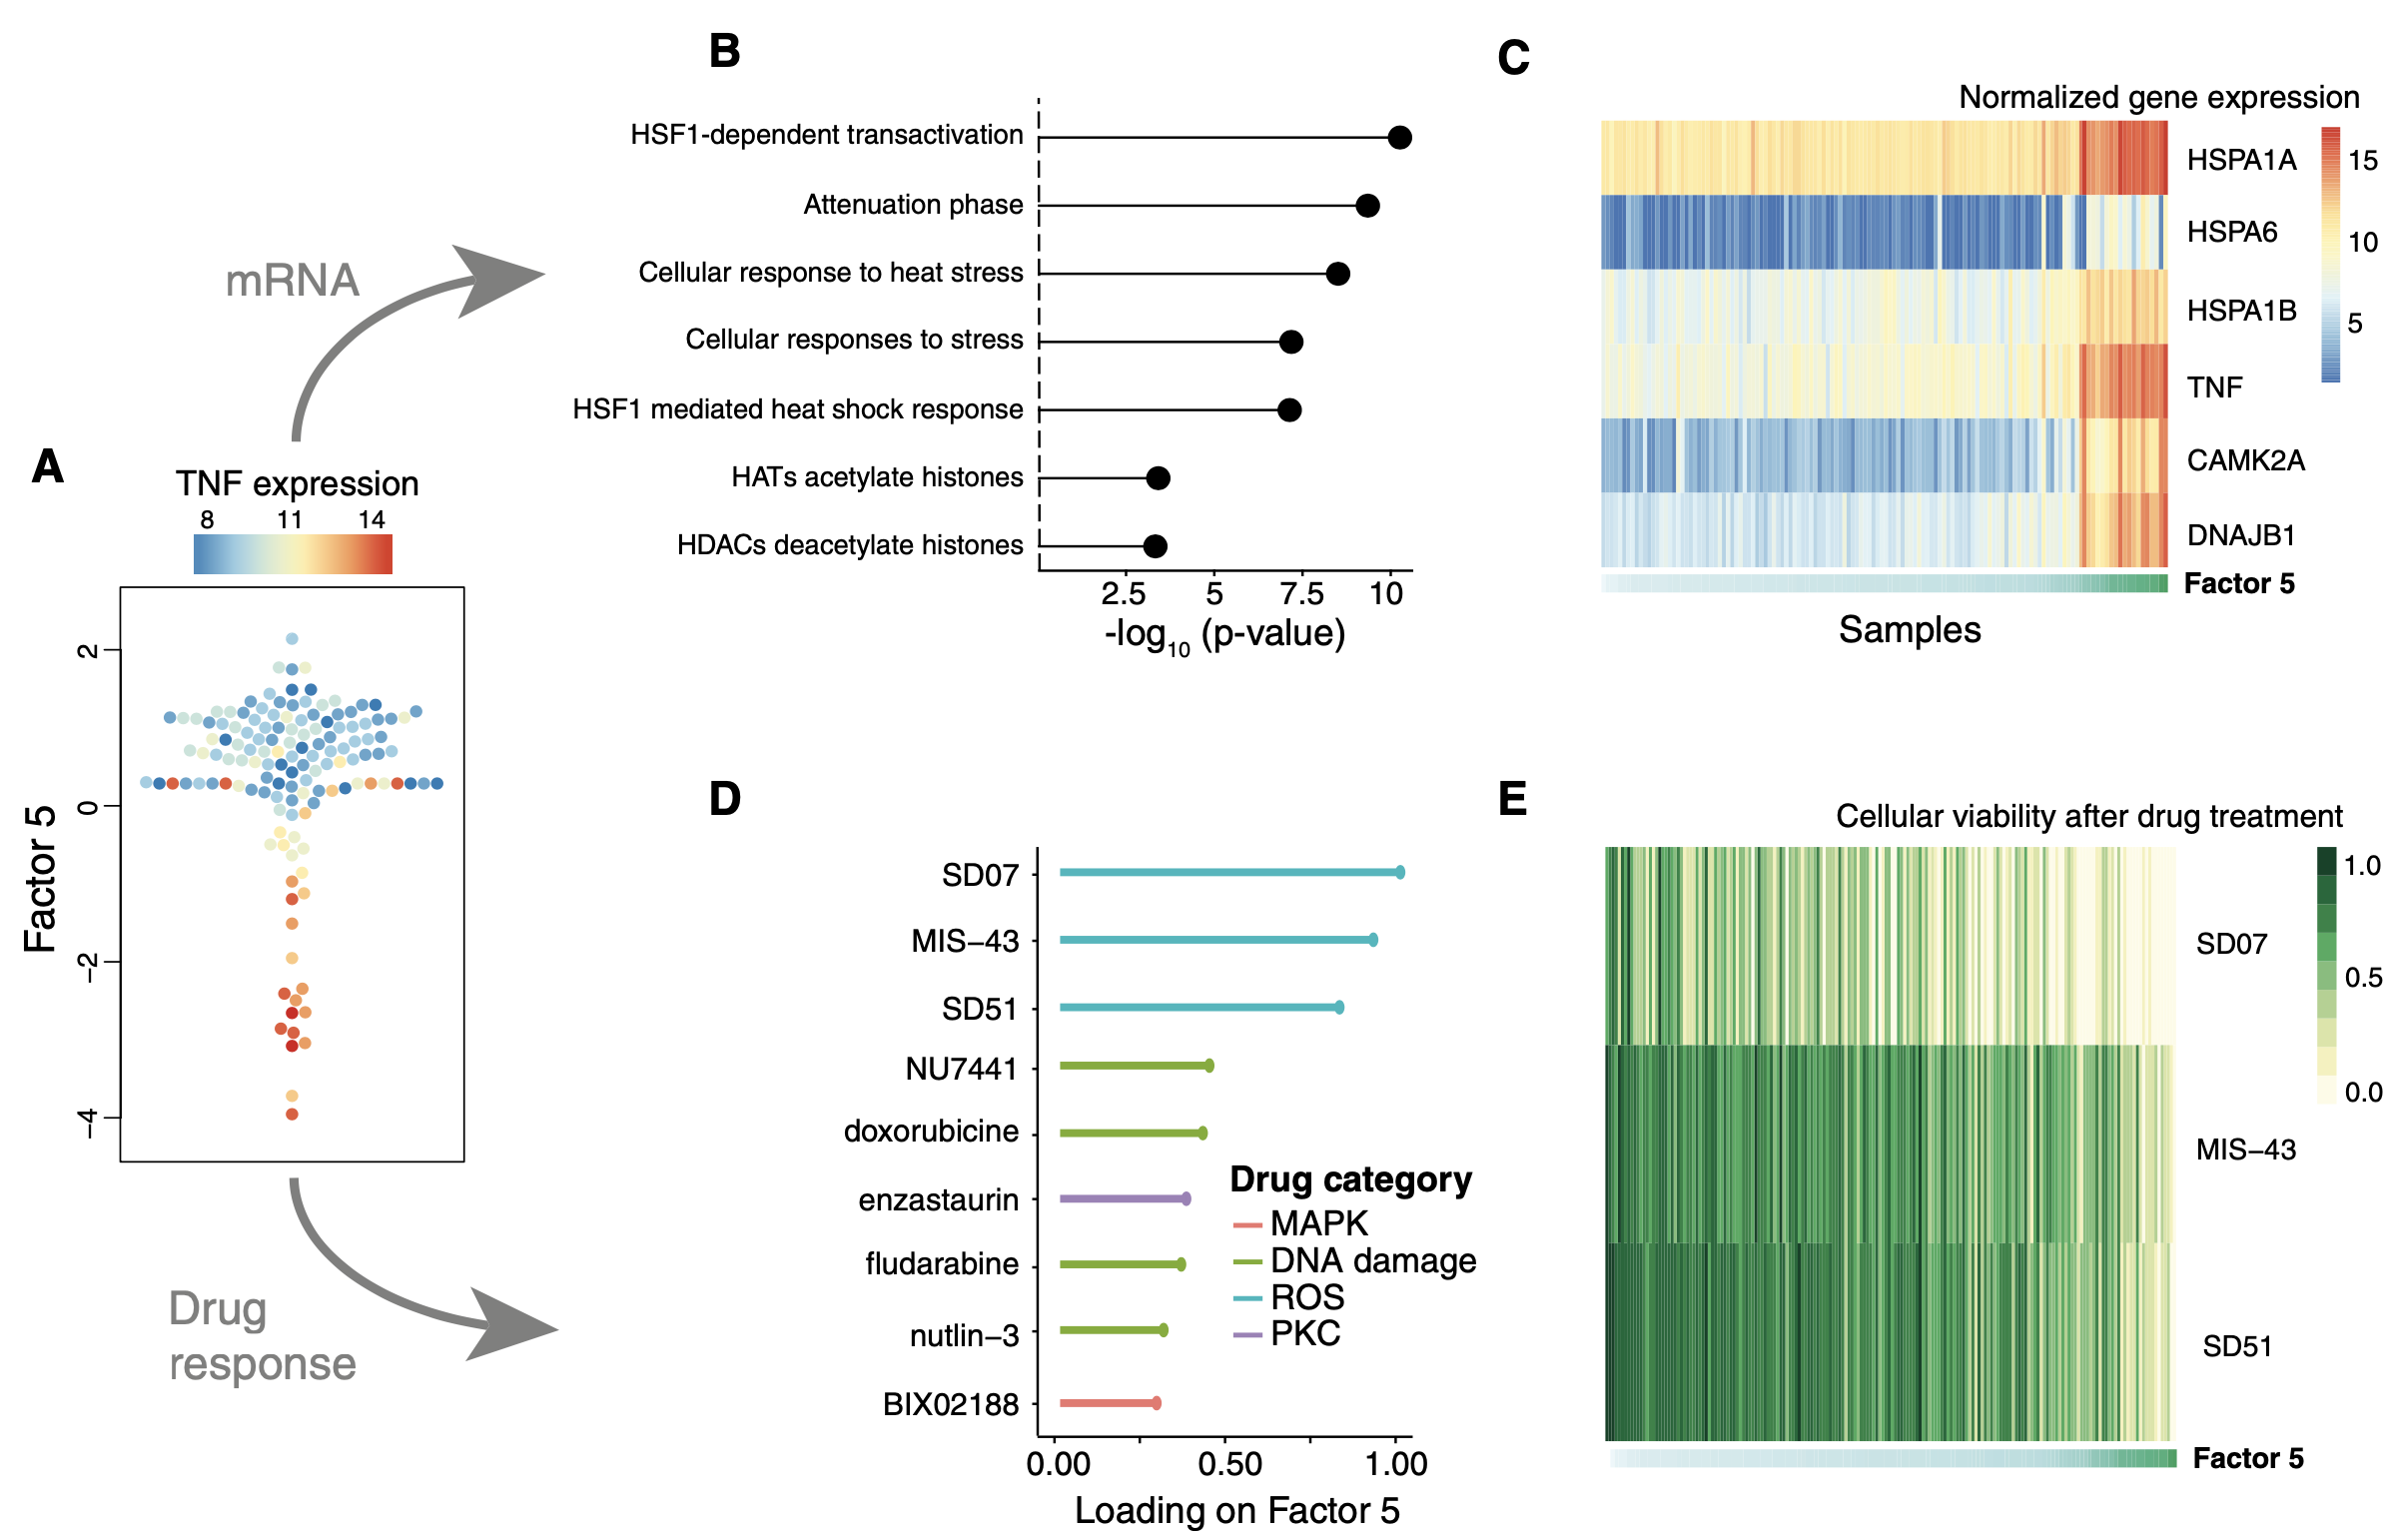 A
TNF expression
8 11 14
Factor 5
2
0
−2
−4
mRNA
Drug
response
B
HSF1-dependent transactivation
Attenuation phase
Cellular response to heat stress
Cellular responses to stress
HSF1 mediated heat shock response
HATs acetylate histones
HDACs deacetylate histones
2.5 5 7.5 10
-log10 (p-value)
C
Normalized gene expression
HSPA1A
HSPA6
HSPA1B
TNF
CAMK2A
DNAJB1
Factor 5
Samples
15
10
5
D
SD07
MIS−43
SD51
NU7441
doxorubicine
enzastaurin
fludarabine
nutlin−3
BIX02188
Drug category
MAPK
DNA damage
ROS
PKC
0.00 0.50 1.00
Loading on Factor 5
E
Cellular viability after drug treatment
SD07
MIS−43
SD51
1.0
0.5
0.0
Factor 5